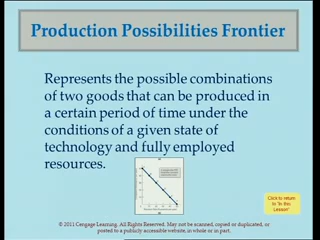 Production Possibilities Frontier
Represents the possible combinations
of two goods that can be produced in
a certain period of time under the
conditions of a given state of
technology and fully employed
resources.
Click to return
to "In this
Lesson"
© 2011 Cengage Learning. All Rights Reserved. May not be scanned, copied or duplicated, or
posted to a publicly accessible website, in whole or in part.